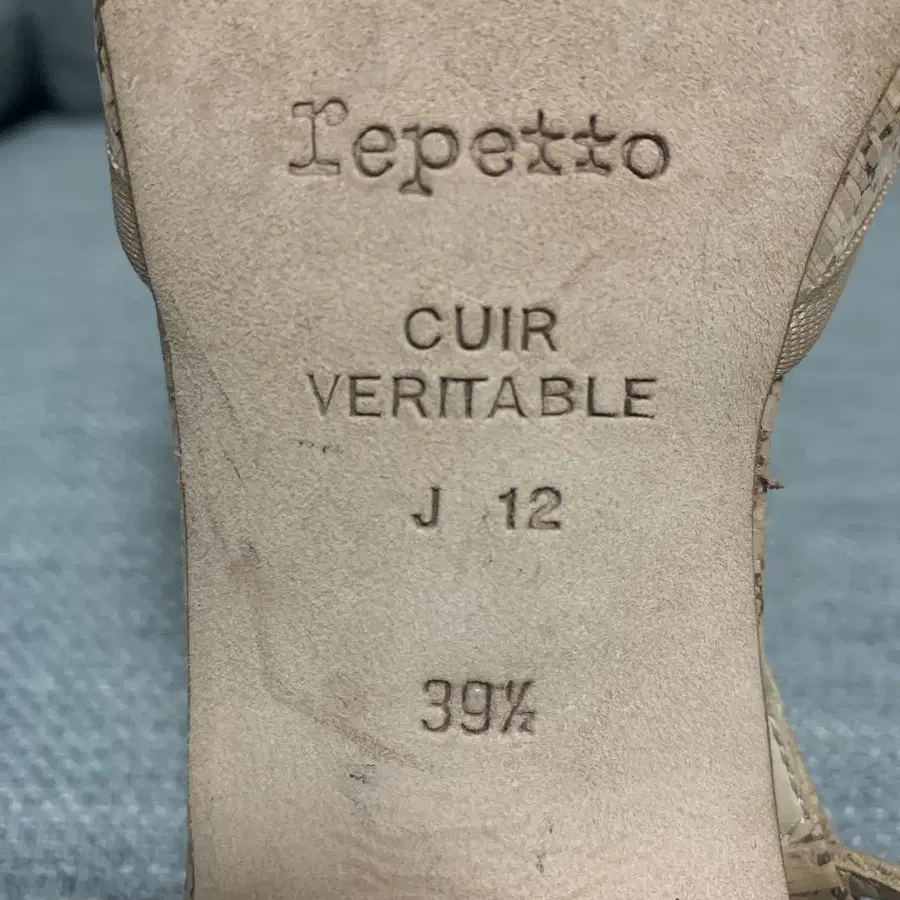 repetto
CUIR
VERITABLE
J 12
39½